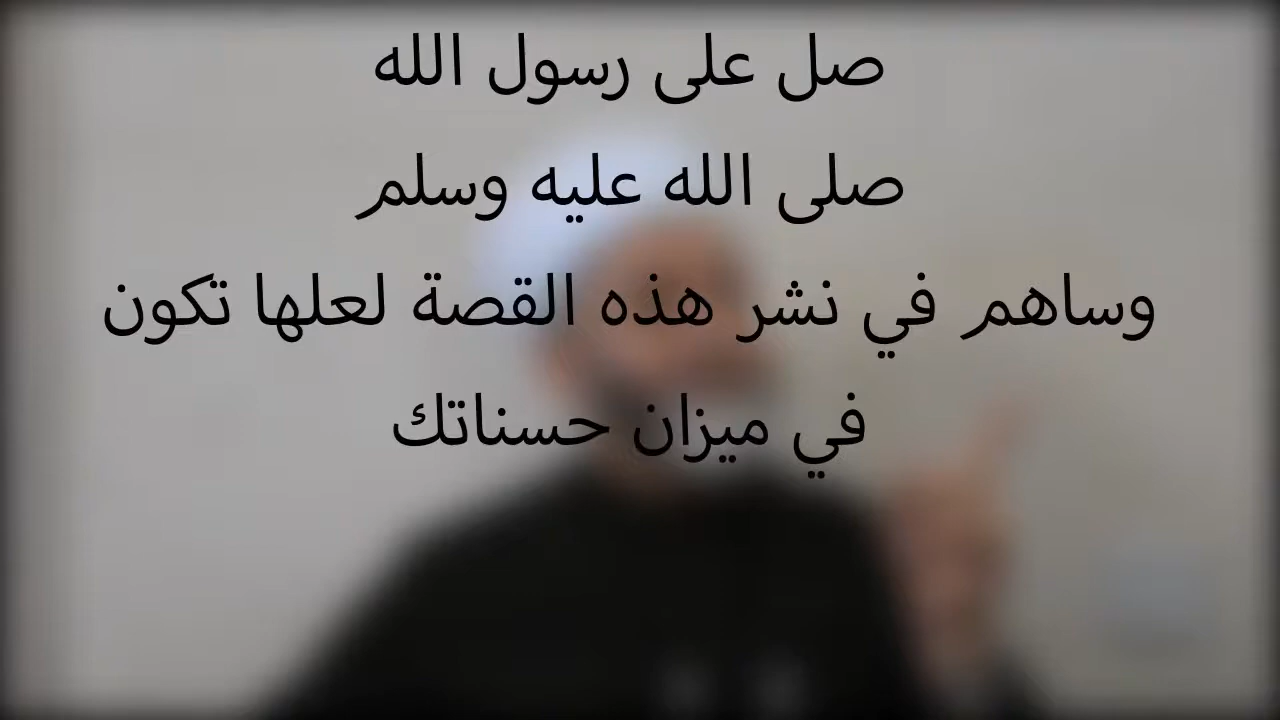 صل على رسول الله
صلى الله عليه وسلم
وساهم في نشر هذه القصة لعلها تكون
في ميزان حسناتك